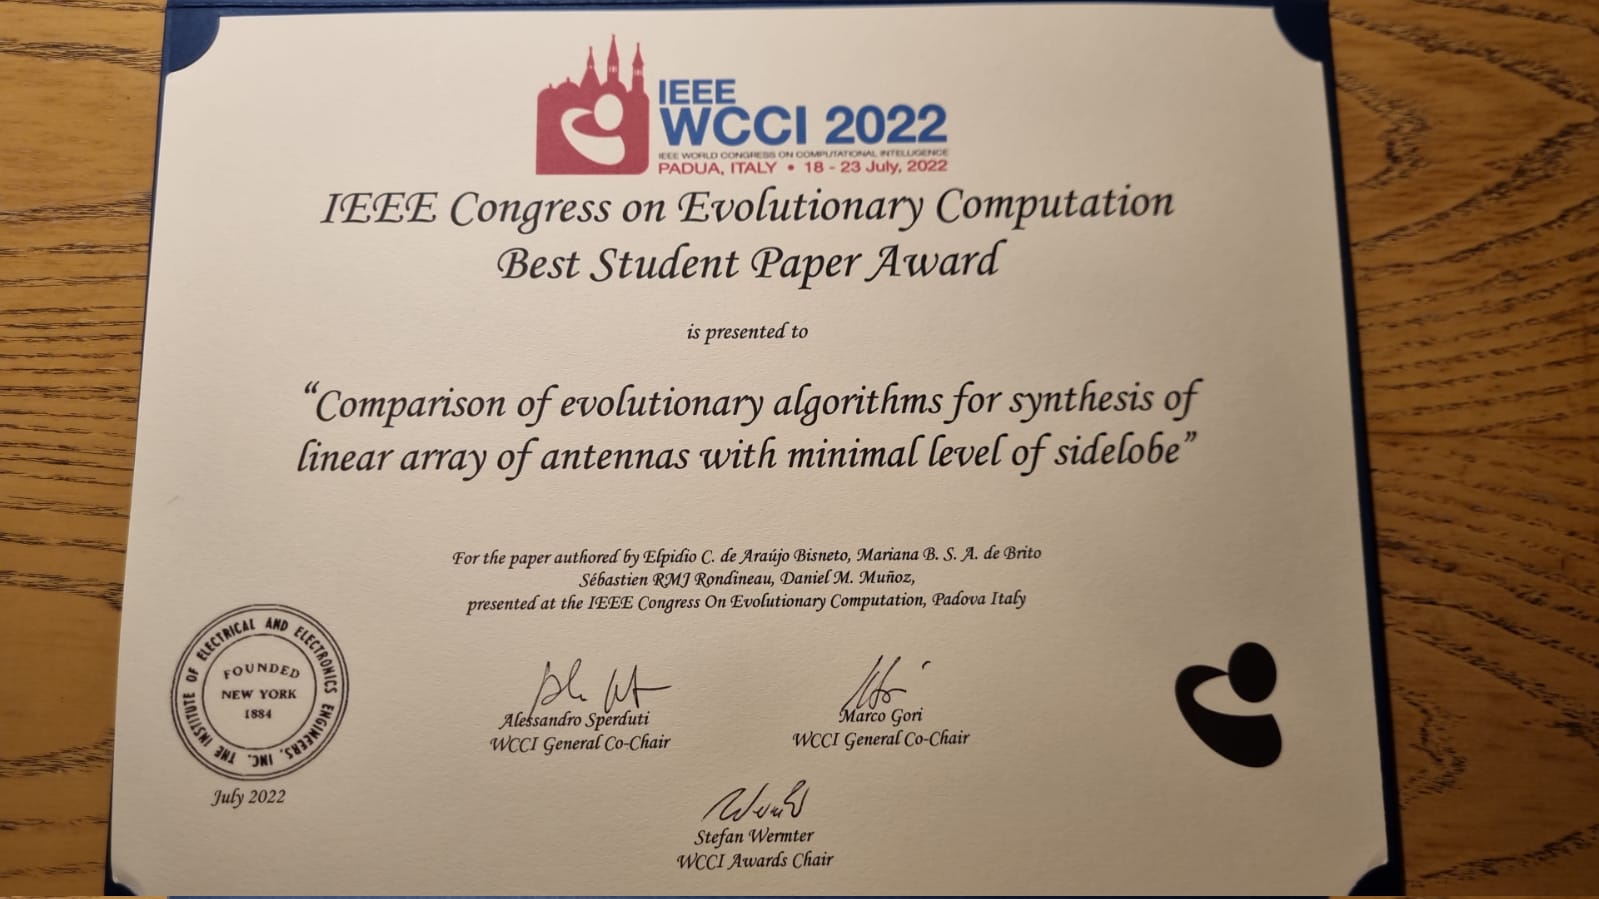 IEEE
WCCI 2022
IEEE WORLD CONGRESS ON COMPUTATIONAL INTELLIGENCE
PADUA, ITALY • 18 - 23 July, 2022
IEEE Congress on Evolutionary Computation
Best Student Paper Award
is presented to
“Comparison of evolutionary algorithms for synthesis of
linear array of antennas with minimal level of sidelobe”
For the paper authored by Elpidio C. de Araújo Bisneto, Mariana B. S. A. de Brito
Sébastien RMJ Rondineau, Daniel M. Muñoz,
presented at the IEEE Congress On Evolutionary Computation, Padova Italy
THE INSTITUTE OF ELECTRICAL AND ELECTRONICS ENGINEERS, INC.
FOUNDED
NEW YORK
1884
July 2022
Alessandro Sperduti
WCCI General Co-Chair
Marco Gori
WCCI General Co-Chair
Stefan Wermter
WCCI Awards Chair